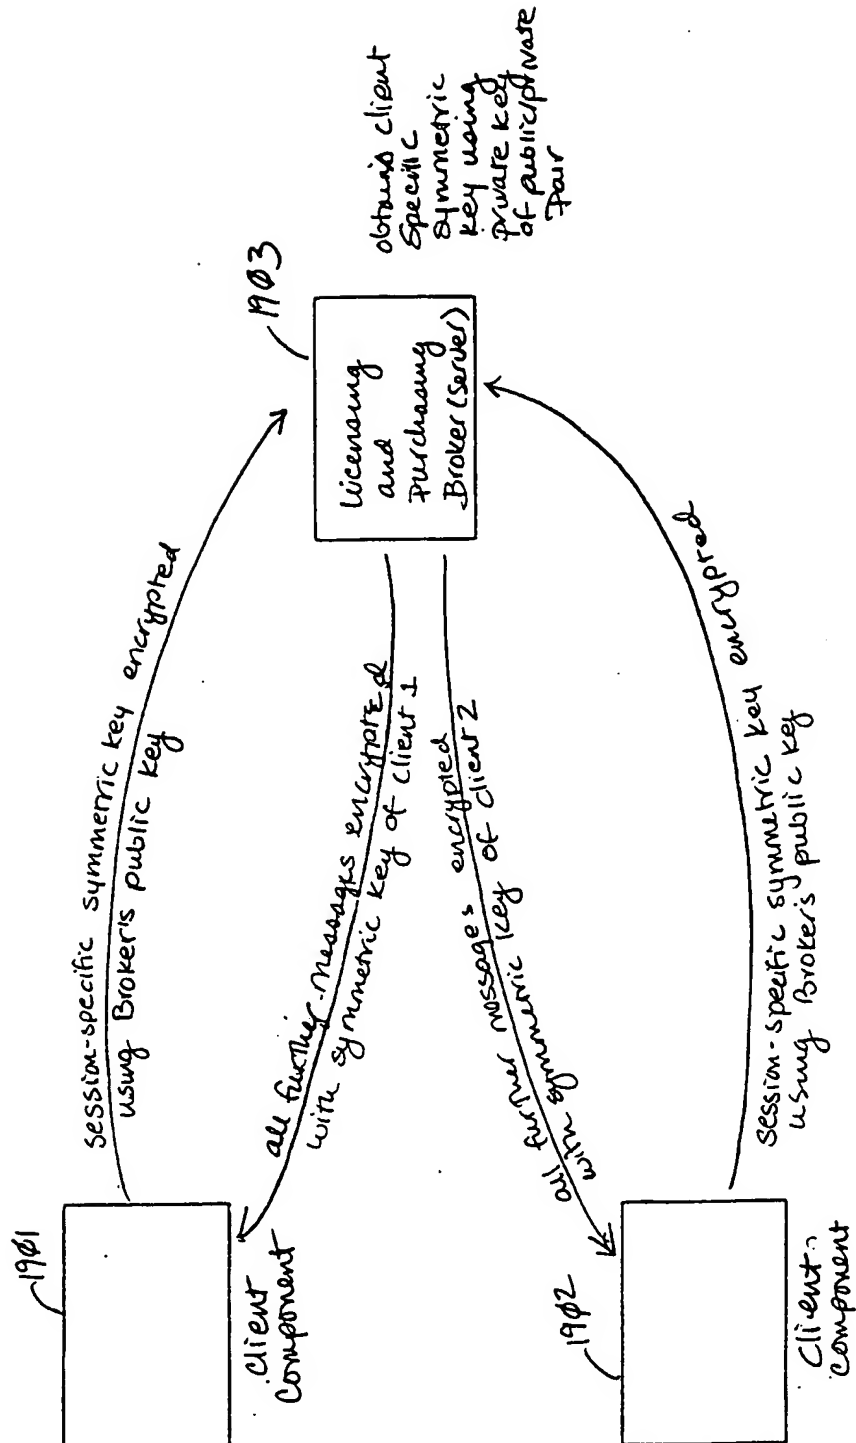 1901
client
component
session-specific symmetric key encrypted
using Broker's public key
all further messages encrypted
with symmetric key of client 1
1903
Licensing
and
Purchasing
Broker (server)
obtains client
specific
symmetric
key using
private key
of public/private
pair
all further messages encrypted
with symmetric key of client 2
1902
Client
component
session-specific symmetric key encrypted
using Broker's public key